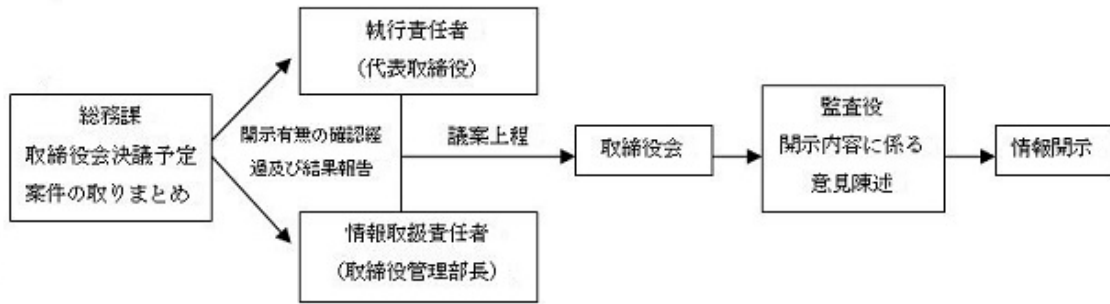 総務課
取締役会決議予定
案件の取りまとめ
執行責任者
(代表取締役)
開示有無の確認経
過及び結果報告
情報取扱責任者
(取締役管理部長)
議案上程
取締役会
監査役
開示内容に係る
意見陳述
情報開示